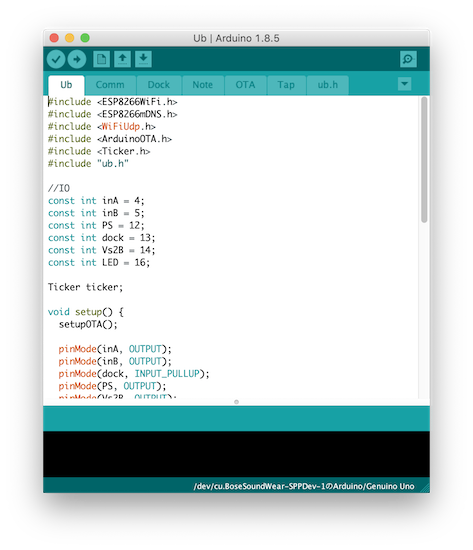 Ub | Arduino 1.8.5
Ub Comm Dock Note OTA Tap ub.h
#include <ESP8266WiFi.h>
#include <ESP8266mDNS.h>
#include <WiFiUdp.h>
#include <ArduinoOTA.h>
#include <Ticker.h>
#include "ub.h"
//IO
const int inA = 4;
const int inB = 5;
const int PS = 12;
const int dock = 13;
const int Vs2B = 14;
const int LED = 16;
Ticker ticker;
void setup() {
setupOTA();
pinMode(inA, OUTPUT);
pinMode(inB, OUTPUT);
pinMode(dock, INPUT_PULLUP);
pinMode(PS, OUTPUT);
pinMode(Vs2B, OUTPUT);
/dev/cu.BoseSoundWear-SPPDev-1のArduino/Genuino Uno